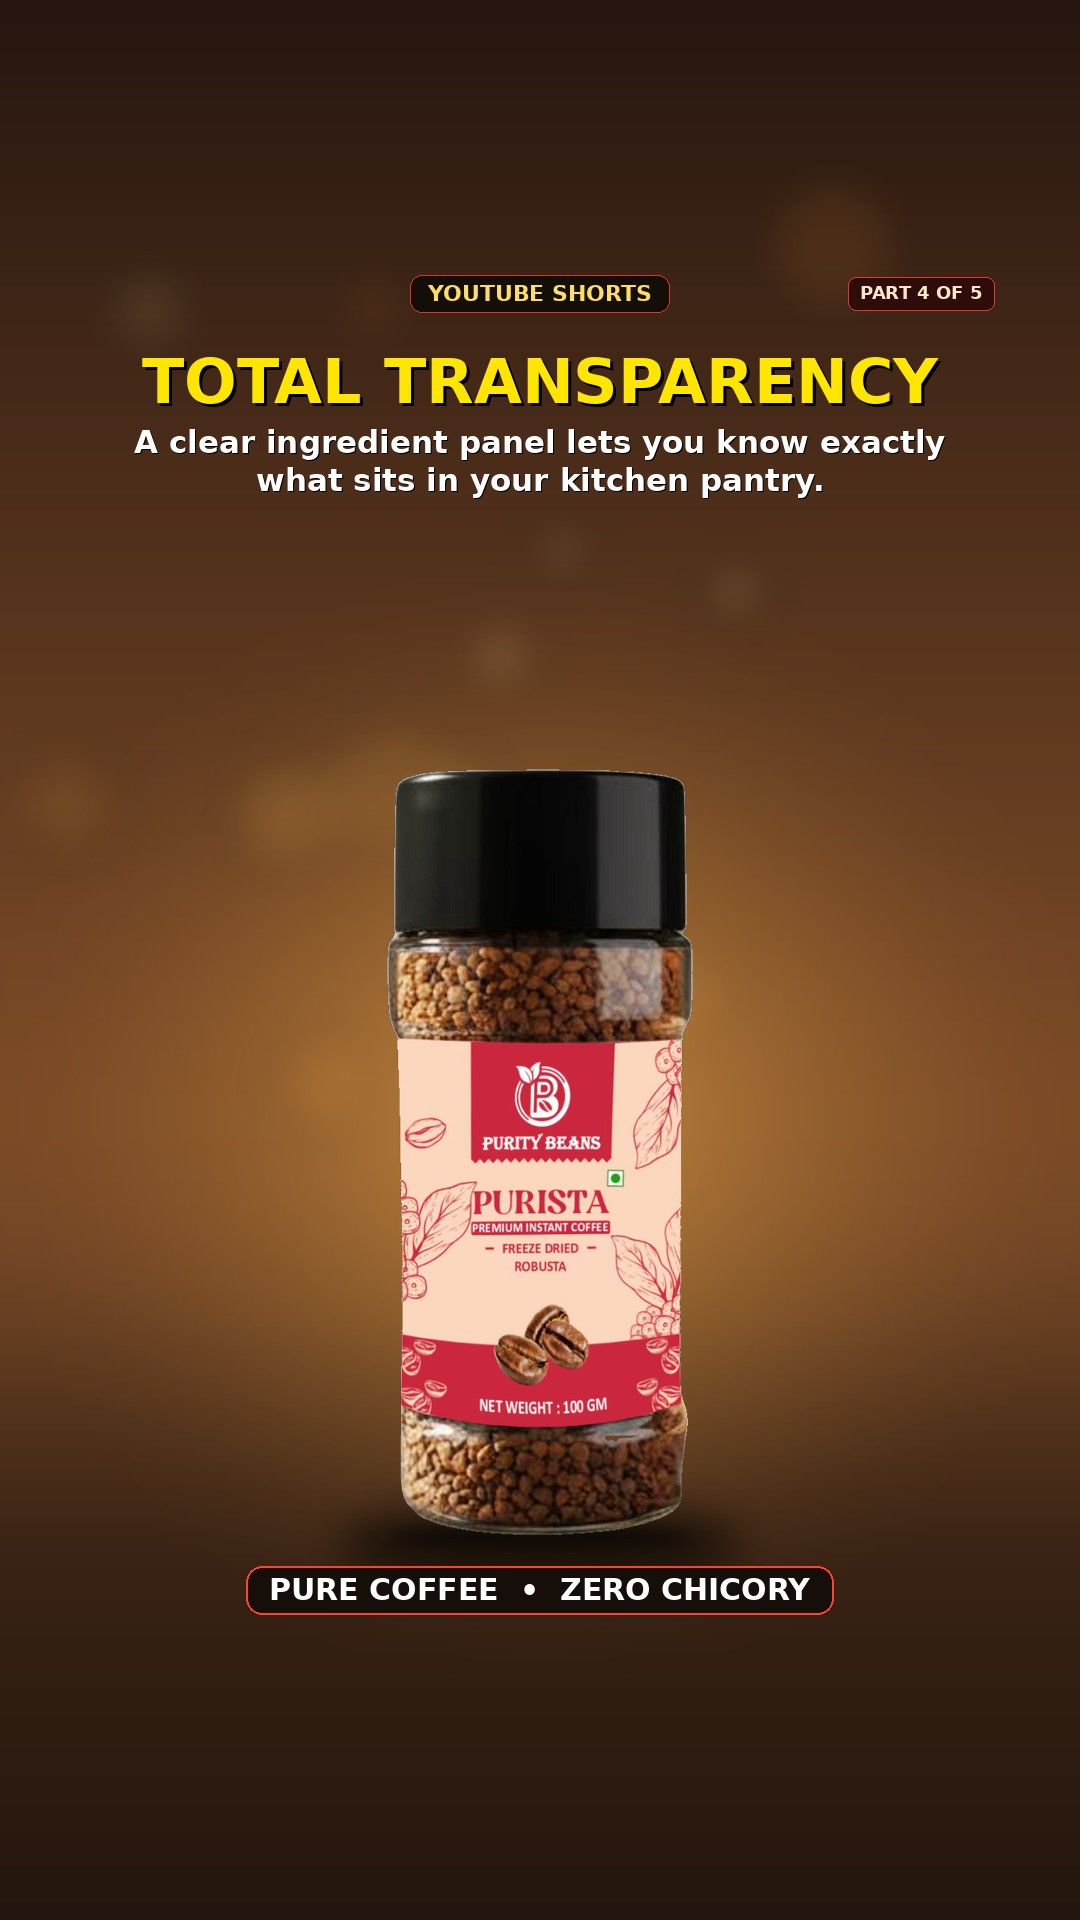 YOUTUBE SHORTS
PART 4 OF 5
TOTAL TRANSPARENCY
A clear ingredient panel lets you know exactly
what sits in your kitchen pantry.
PURITY BEANS
PURISTA
PREMIUM INSTANT COFFEE
– FREEZE DRIED –
ROBUSTA
NET WEIGHT : 100 GM
PURE COFFEE • ZERO CHICORY